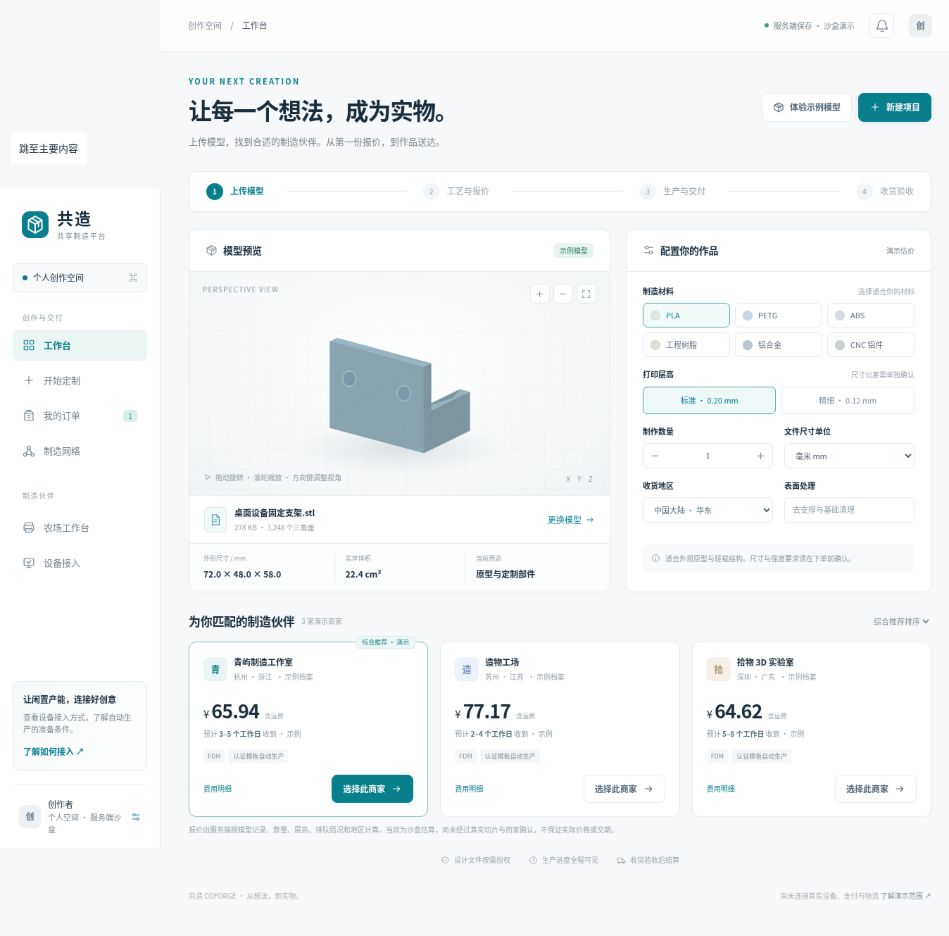 创作空间 / 工作台
服务端保存 · 沙盒演示
创
跳至主要内容
共造
共享制造平台
个人创作空间 ⌘
创作与交付
工作台
开始定制
我的订单 1
制造网络
制造伙伴
农场工作台
设备接入
让闲置产能，连接好创意
查看设备接入方式，了解自动生
产的准备条件。
了解如何接入 ↗
创
创作者
个人空间 · 服务端沙
盒
YOUR NEXT CREATION
让每一个想法，成为实物。
上传模型，找到合适的制造伙伴。从第一份报价，到作品送达。
体验示例模型
+ 新建项目
1 上传模型
2 工艺与报价
3 生产与交付
4 收货验收
模型预览
示例模型
PERSPECTIVE VIEW
+ −
拖动旋转 · 滚轮缩放 · 方向键调整视角
X Y Z
桌面设备固定支架.stl
278 KB · 3,248 个三角面
更换模型 →
外形尺寸 / mm
72.0 × 48.0 × 58.0
实体体积
22.4 cm³
当前用途
原型与定制部件
配置你的作品
演示估价
制造材料
选择适合你的材料
PLA
PETG
ABS
工程树脂
铝合金
CNC 铝件
打印层高
尺寸公差需单独确认
标准 · 0.20 mm
精细 · 0.12 mm
制作数量
− 1 +
文件尺寸单位
毫米 mm
收货地区
中国大陆 · 华东
表面处理
去支撑与基础清理
适合外观原型与轻载结构。尺寸与强度要求请在下单前确认。
为你匹配的制造伙伴 3 家演示商家
综合推荐排序
综合推荐 · 演示
青
青屿制造工作室
杭州 · 浙江 · 示例档案
¥ 65.94 含运费
预计 3–5 个工作日 收到 · 示例
FDM 认证模板自动生产
费用明细
选择此商家 →
造
造物工场
苏州 · 江苏 · 示例档案
¥ 77.17 含运费
预计 2–4 个工作日 收到 · 示例
FDM 认证模板自动生产
费用明细
选择此商家 →
拾
拾物 3D 实验室
深圳 · 广东 · 示例档案
¥ 64.62 含运费
预计 5–8 个工作日 收到 · 示例
FDM 认证模板自动生产
费用明细
选择此商家 →
报价由服务端按模型记录、数量、层高、排队情况和地区计算。当前为沙盒估算，尚未经过真实切片与商家确认，不保证实际价格或交期。
设计文件按需授权
生产进度全程可见
收货验收后结算
共造 COFORGE · 从想法，到实物。
尚未连接真实设备、支付与物流 了解演示范围 ↗